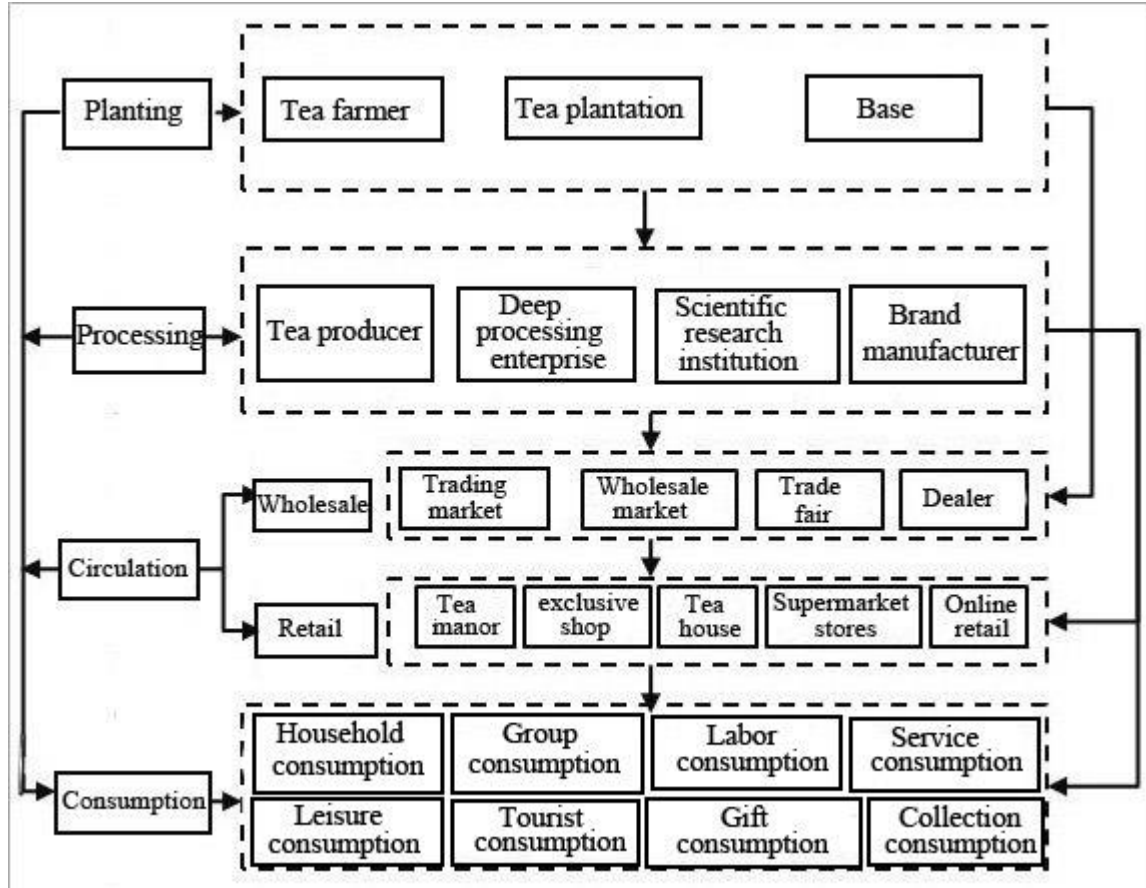 Planting
Tea farmer
Tea plantation
Base
Processing
Tea producer
Deep
processing
enterprise
Scientific
research
institution
Brand
manufacturer
Circulation
Wholesale
Trading
market
Wholesale
market
Trade
fair
Dealer
Retail
Tea
manor
exclusive
shop
Tea
house
Supermarket
stores
Online
retail
Consumption
Household
consumption
Group
consumption
Labor
consumption
Service
consumption
Leisure
consumption
Tourist
consumption
Gift
consumption
Collection
consumption